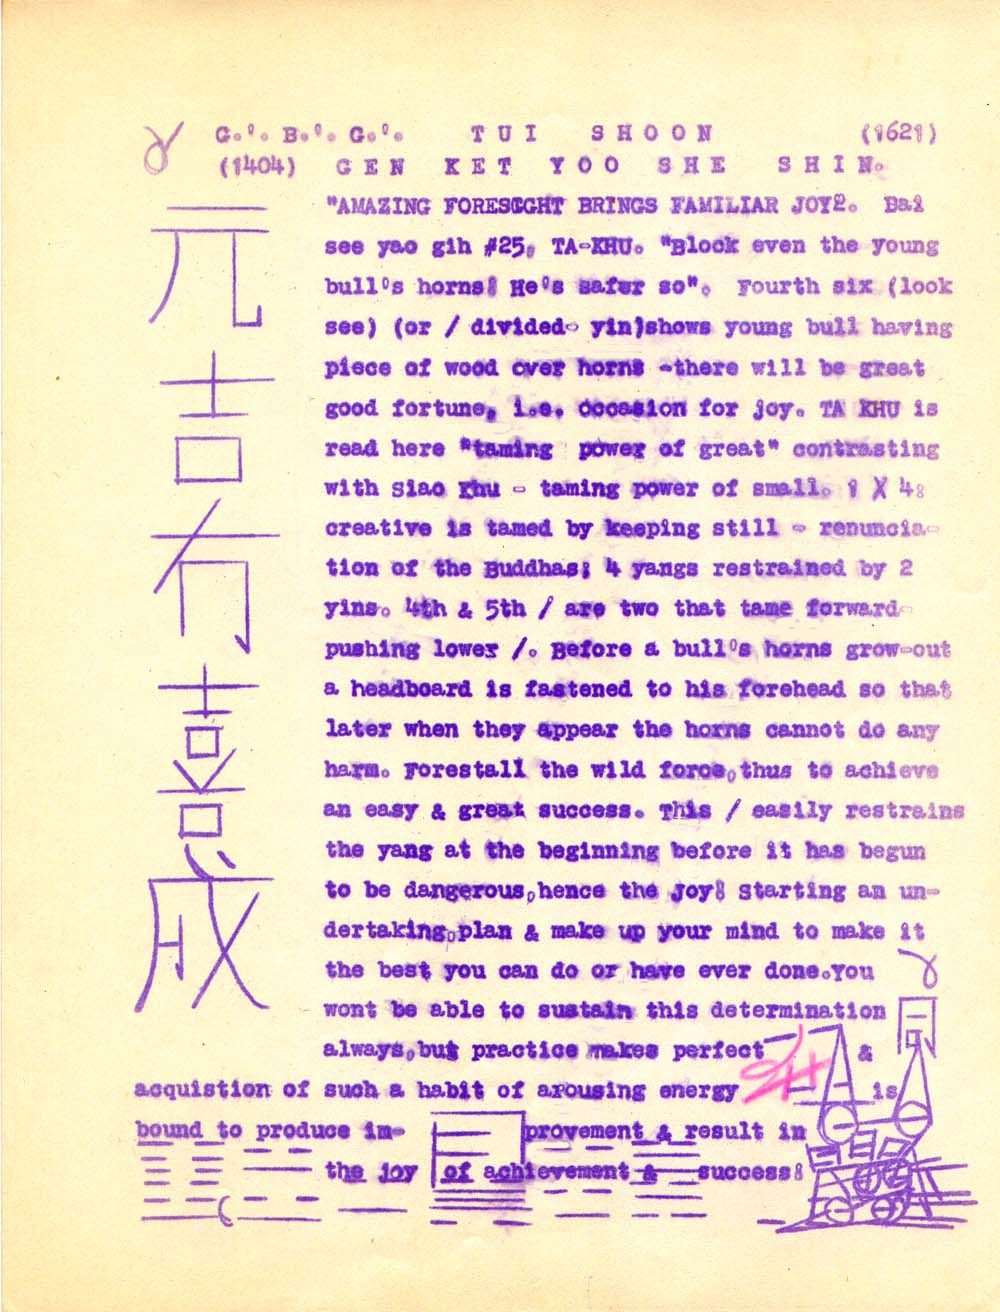 G.'. B.'. G.'. TUI SHOON (1621)
(1404) GEN KET YOO SHE SHIN.
"AMAZING FORESIGHT BRINGS FAMILIAR JOY". Bai
see yao gih #25, TA-KHU. "Block even the young
bull's horns! He's safer so". Fourth six (look
see) (or / divided- yin)shows young bull having
piece of wood over horns -there will be great
good fortune, i.e. occasion for joy. TA KHU is
read here "taming power of great" contrasting
with Siao Khu - taming power of small. 1 X 4:
creative is tamed by keeping still - renuncia-
tion of the Buddhas; 4 yangs restrained by 2
yins. 4th & 5th / are two that tame forward-
pushing lower /. Before a bull's horns grow-out
a headboard is fastened to his forehead so that
later when they appear the horns cannot do any
harm. Forestall the wild force,thus to achieve
an easy & great success. This / easily restrains
the yang at the beginning before it has begun
to be dangerous,hence the Joy! Starting an un-
dertaking,plan & make up your mind to make it
the best you can do or have ever done.You
wont be able to sustain this determination
always,but practice makes perfect &
acquistion of such a habit of arousing energy is
bound to produce im- provement & result in
the joy of achievement & success!
元
吉
有
喜
成